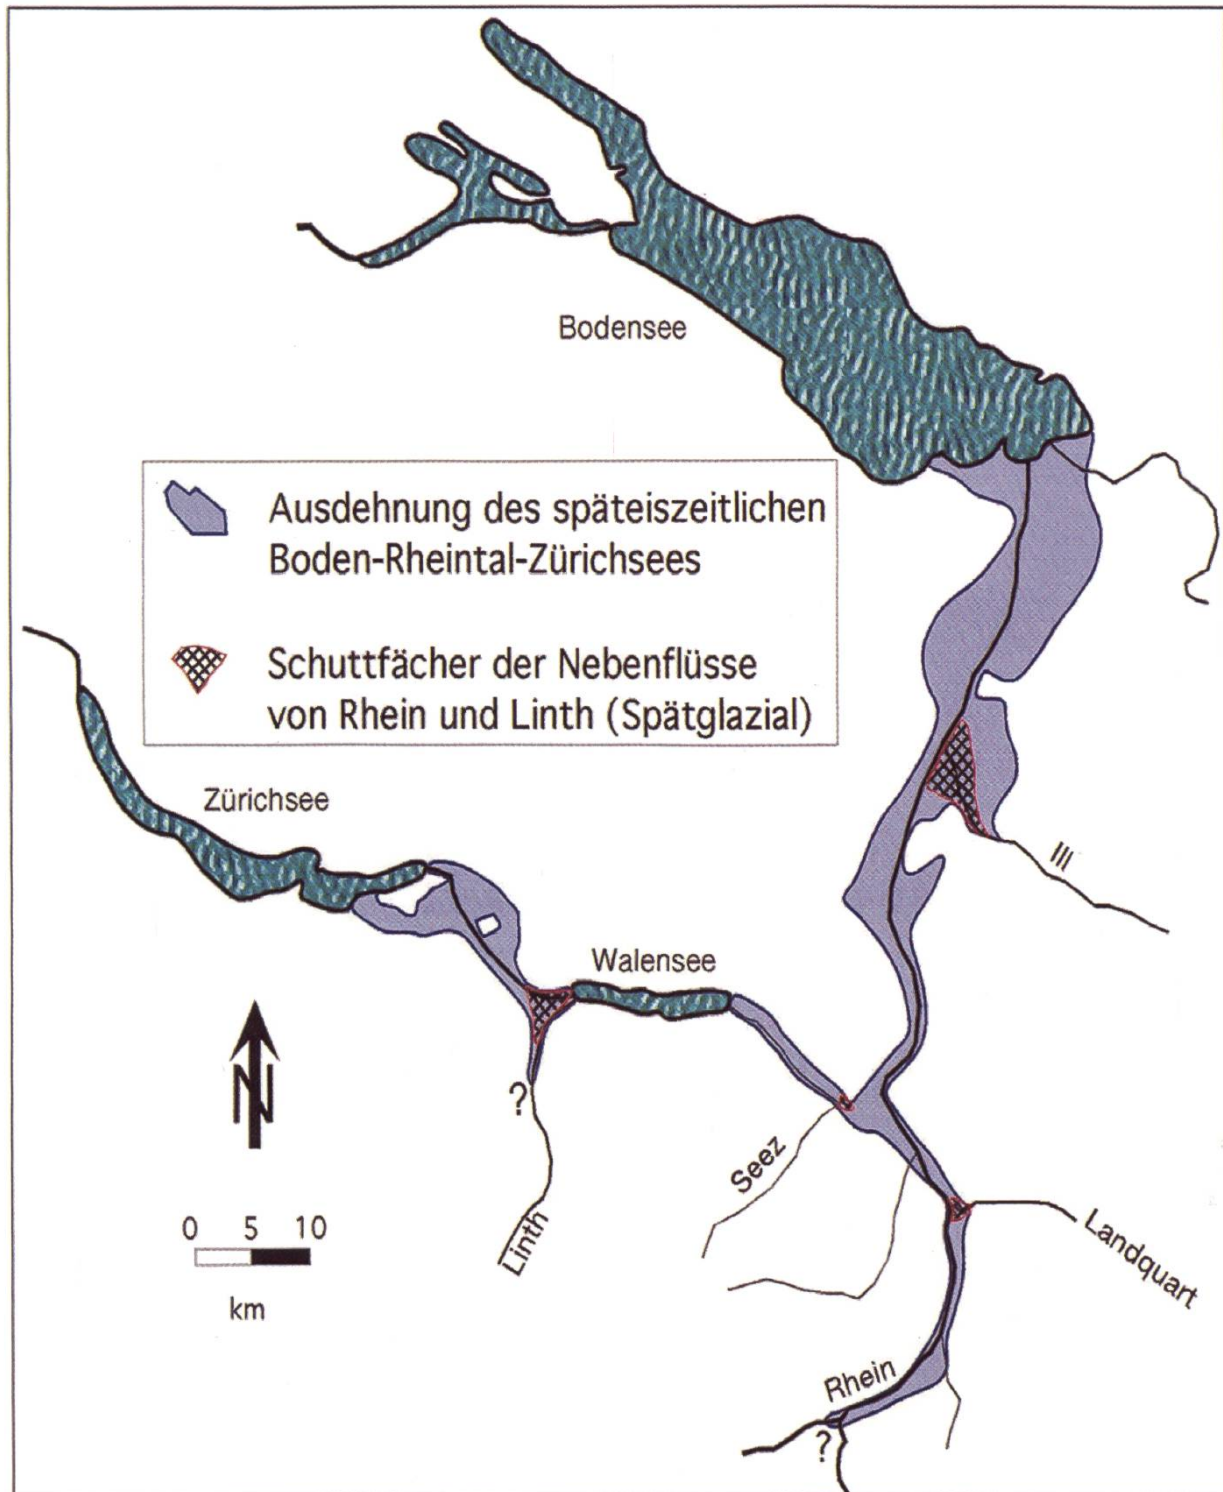 Bodensee
Ausdehnung des späteiszeitlichen
Boden-Rheintal-Zürichsees
Schuttfächer der Nebenflüsse
von Rhein und Linth (Spätglazial)
Zürichsee
Ill
Walensee
N
?
Seez
Linth
Landquart
0 5 10
km
Rhein
?